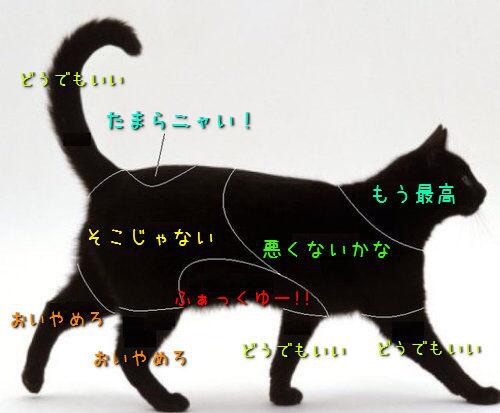 どうでもいい
たまらニャい!
もう最高
そこじゃない
悪くないかな
ふぁっくゆー!!
おいやめろ
おいやめろ
どうでもいい
どうでもいい